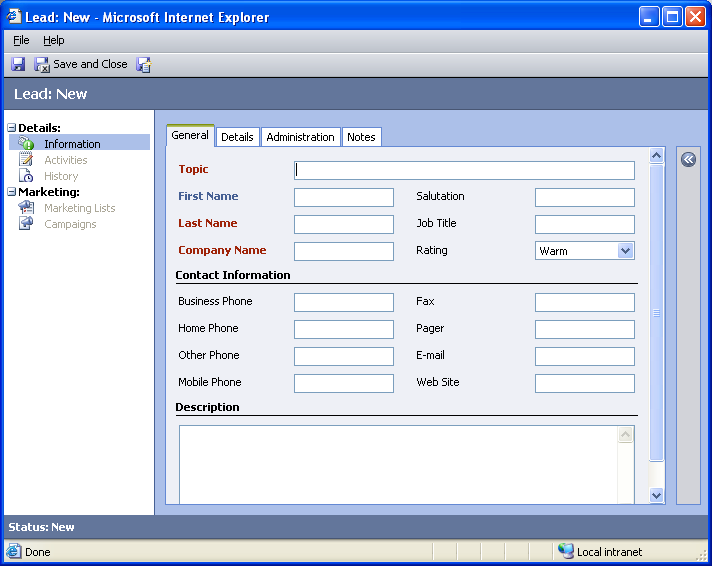 Lead: New - Microsoft Internet Explorer
File Help
Save and Close
Lead: New
Details:
Information
Activities
History
Marketing:
Marketing Lists
Campaigns
General Details Administration Notes
Topic
First Name Salutation
Last Name Job Title
Company Name Rating Warm
Contact Information
Business Phone Fax
Home Phone Pager
Other Phone E-mail
Mobile Phone Web Site
Description
Status: New
Done Local intranet